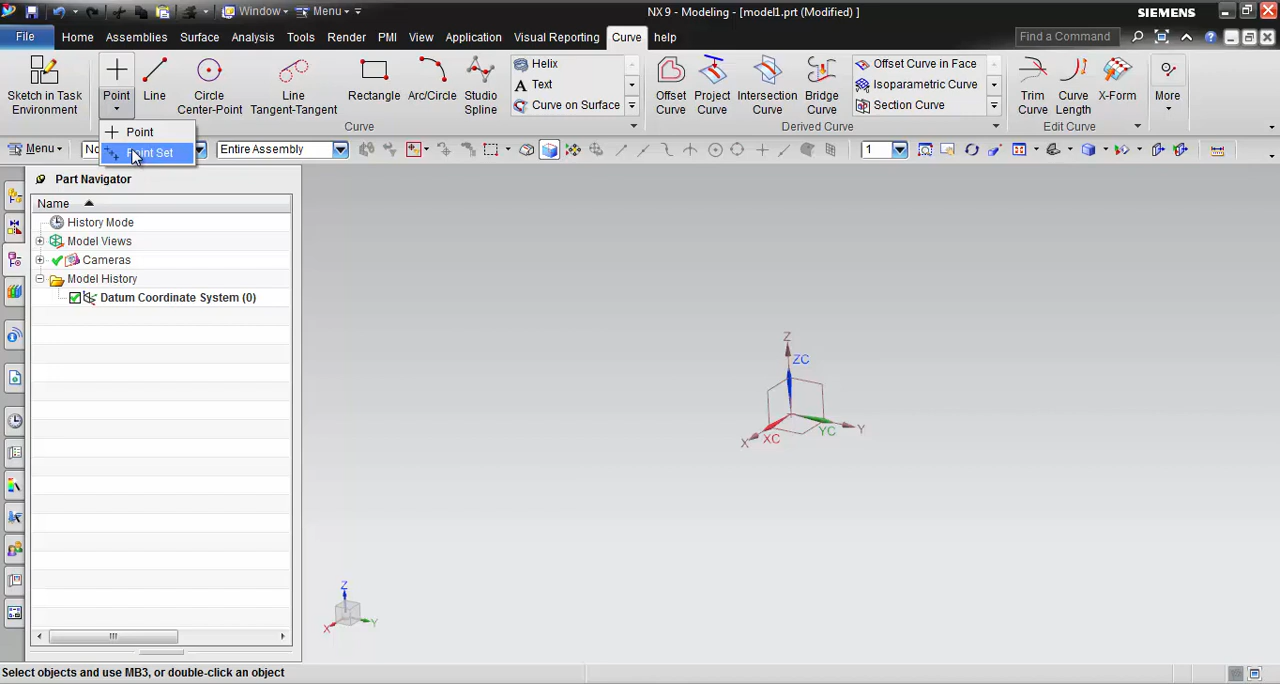 Window Menu NX 9 - Modeling - [model1.prt (Modified) ] SIEMENS
File Home Assemblies Surface Analysis Tools Render PMI View Application Visual Reporting Curve help Find a Command
Sketch in Task Environment
Point
Circle Center-Point
Line Tangent-Tangent
Rectangle
Arc/Circle
Studio Spline
Helix
Text
Curve on Surface
Offset Curve
Project Curve
Intersection Curve
Bridge Curve
Offset Curve in Face
Isoparametric Curve
Section Curve
Trim Curve
Curve Length
X-Form
More
Curve Derived Curve Edit Curve
Point
Point Set
Menu Entire Assembly 1
Part Navigator
Name
History Mode
Model Views
Cameras
Model History
Datum Coordinate System (0)
Z
ZC
X XC YC Y
Z
X Y
Select objects and use MB3, or double-click an object